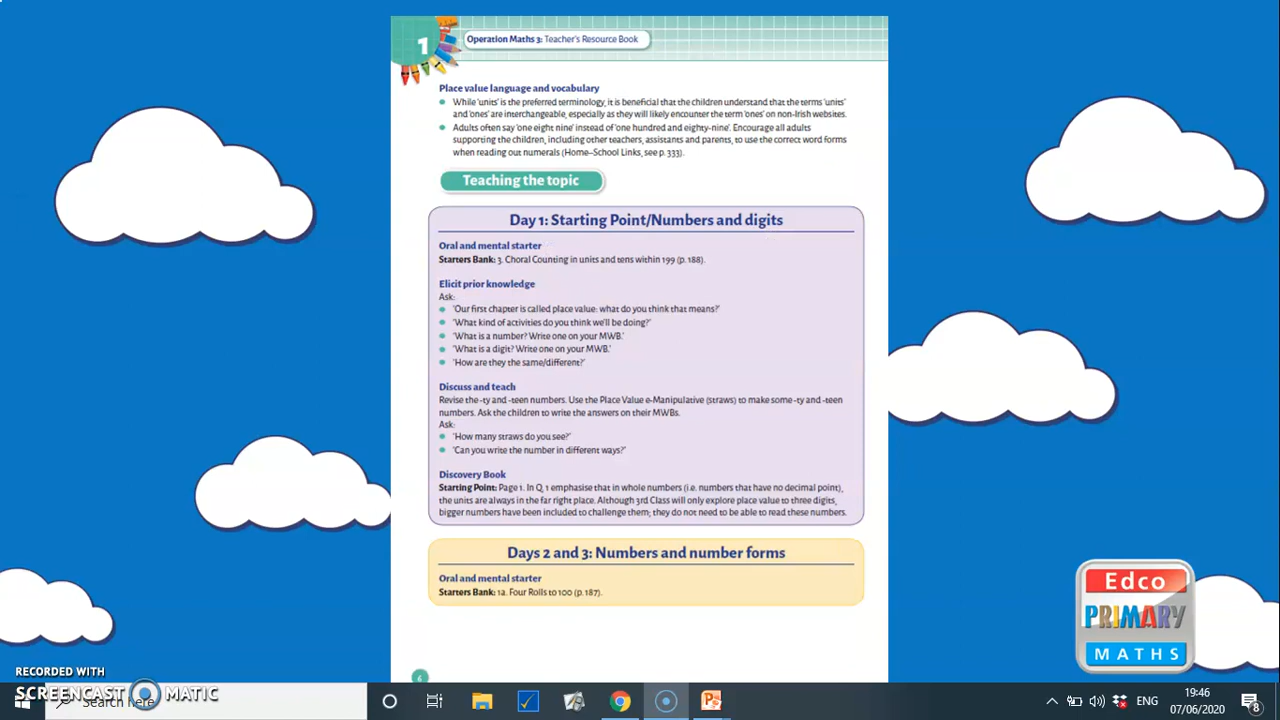 1
Operation Maths 3: Teacher's Resource Book
Place value language and vocabulary
While 'units' is the preferred terminology, it is beneficial that the children understand that the terms 'units'
and 'ones' are interchangeable, especially as they will likely encounter the term 'ones' on non-Irish websites.
Adults often say 'one eight nine' instead of 'one hundred and eighty-nine'. Encourage all adults
supporting the children, including other teachers, assistants and parents, to use the correct word forms
when reading out numerals (Home–School Links, see p. 333).
Teaching the topic
Day 1: Starting Point/Numbers and digits
Oral and mental starter
Starters Bank: 3. Choral Counting in units and tens within 199 (p. 188).
Elicit prior knowledge
Ask:
'Our first chapter is called place value: what do you think that means?'
'What kind of activities do you think we'll be doing?'
'What is a number? Write one on your MWB.'
'What is a digit? Write one on your MWB.'
'How are they the same/different?'
Discuss and teach
Revise the -ty and -teen numbers. Use the Place Value e-Manipulative (straws) to make some -ty and -teen
numbers. Ask the children to write the answers on their MWBs.
Ask:
'How many straws do you see?'
'Can you write the number in different ways?'
Discovery Book
Starting Point: Page 1. In Q. 1 emphasise that in whole numbers (i.e. numbers that have no decimal point),
the units are always in the far right place. Although 3rd Class will only explore place value to three digits,
bigger numbers have been included to challenge them; they do not need to be able to read these numbers.
Days 2 and 3: Numbers and number forms
Oral and mental starter
Starters Bank: 1a. Four Rolls to 100 (p. 187).
6
Edco
PRIMARY
MATHS
RECORDED WITH
SCREENCAST MATIC
Search here
ENG
19:46
07/06/2020
8